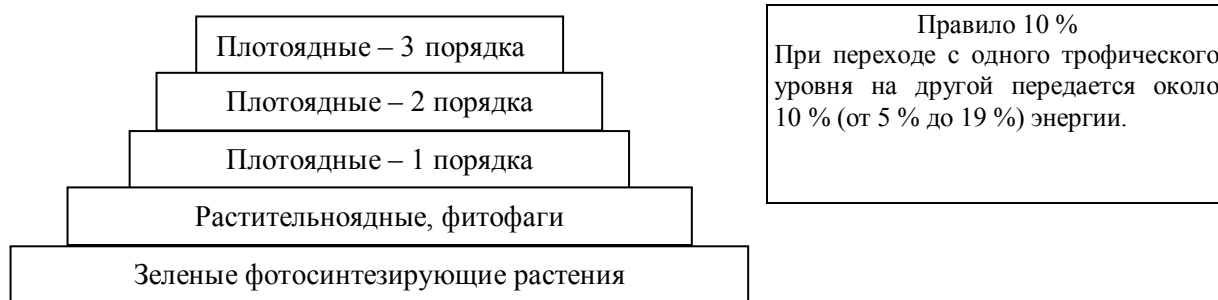 Плотоядные – 3 порядка
Плотоядные – 2 порядка
Плотоядные – 1 порядка
Растительноядные, фитофаги
Зеленые фотосинтезирующие растения
Правило 10 %
При переходе с одного трофического
уровня на другой передается около
10 % (от 5 % до 19 %) энергии.